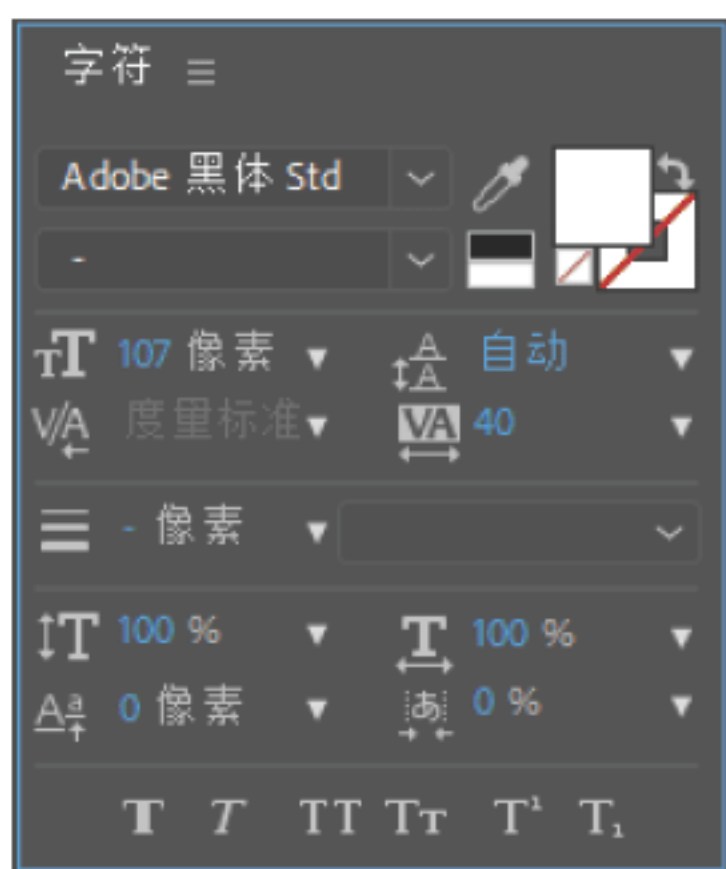 字符
Adobe 黑体 Std
-
107 像素 自动
度量标准 40
- 像素
100 % 100 %
0 像素 0 %
T T TT Tт T¹ T₁